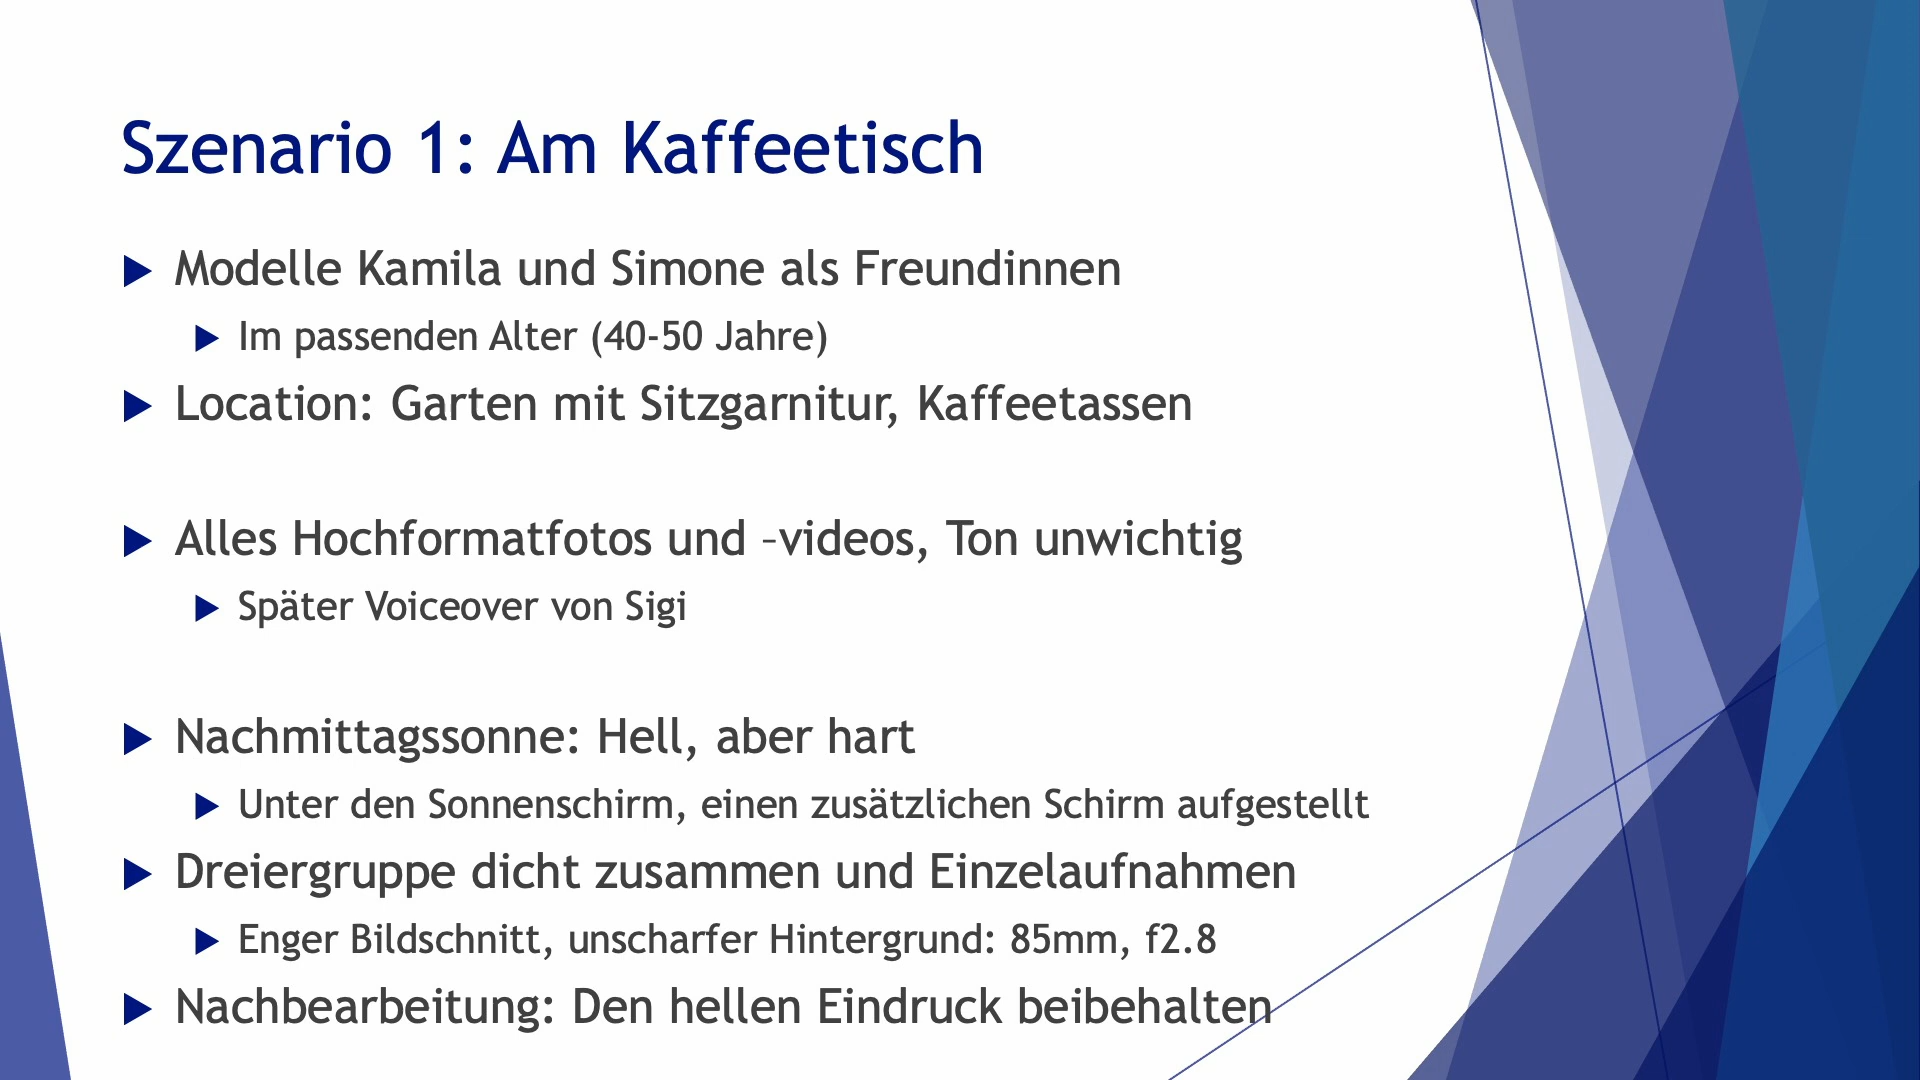 Szenario 1: Am Kaffeetisch
Modelle Kamila und Simone als Freundinnen
Im passenden Alter (40-50 Jahre)
Location: Garten mit Sitzgarnitur, Kaffeetassen
Alles Hochformatfotos und –videos, Ton unwichtig
Später Voiceover von Sigi
Nachmittagssonne: Hell, aber hart
Unter den Sonnenschirm, einen zusätzlichen Schirm aufgestellt
Dreiergruppe dicht zusammen und Einzelaufnahmen
Enger Bildschnitt, unscharfer Hintergrund: 85mm, f2.8
Nachbearbeitung: Den hellen Eindruck beibehalten